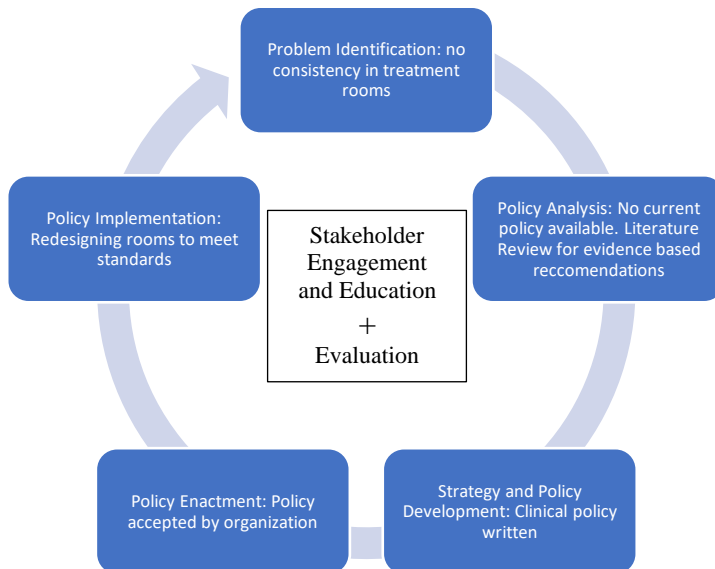 Problem Identification: no
consistency in treatment
rooms
Policy Analysis: No current
policy available. Literature
Review for evidence based
reccomendations
Strategy and Policy
Development: Clinical policy
written
Policy Enactment: Policy
accepted by organization
Policy Implementation:
Redesigning rooms to meet
standards
Stakeholder
Engagement
and Education
+
Evaluation